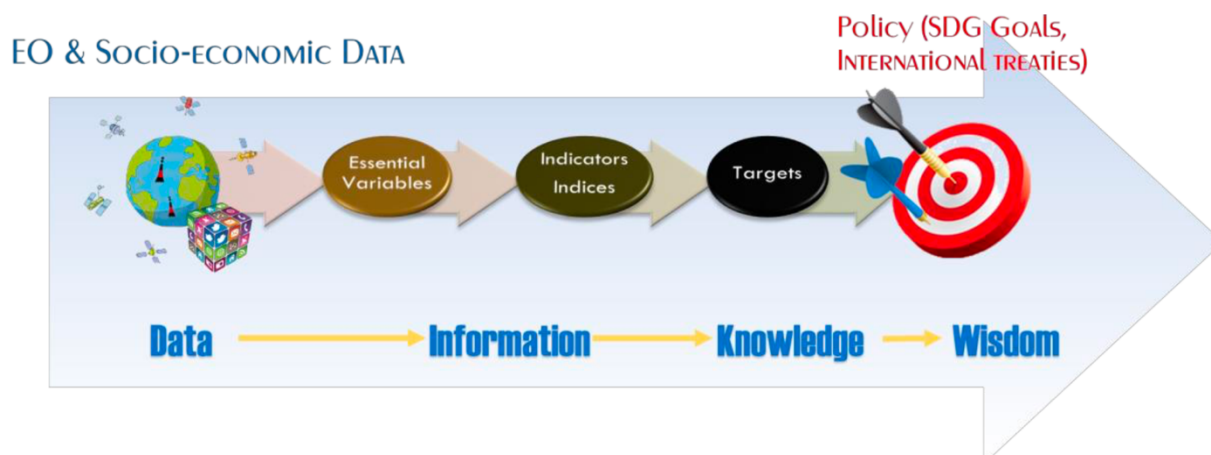 Policy (SDG Goals,
International treaties)
EO & Socio-economic Data
Essential
Variables
Indicators
Indices
Targets
Data
Information
Knowledge
Wisdom